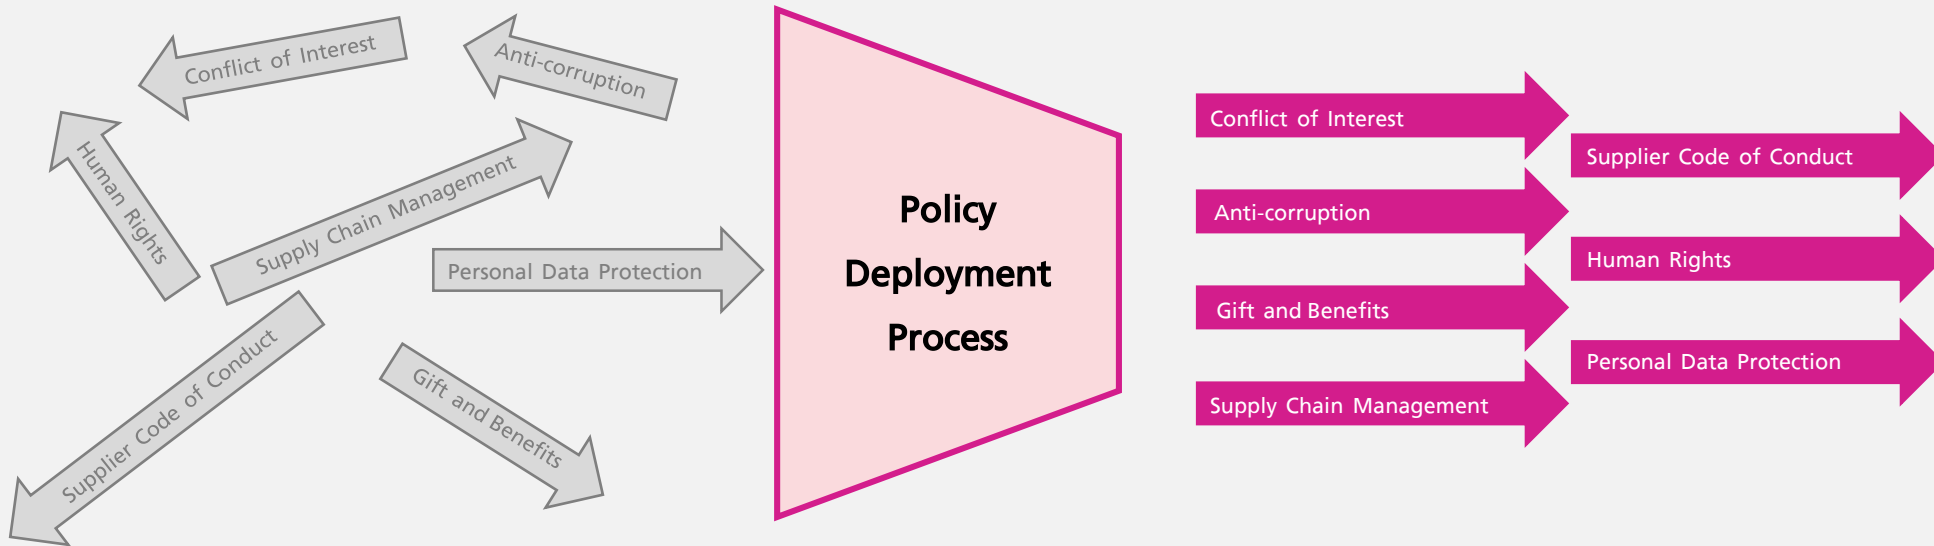 Conflict of Interest
Anti-corruption
Human Rights
Supply Chain Management
Personal Data Protection
Supplier Code of Conduct
Gift and Benefits
Policy
Deployment
Process
Conflict of Interest
Anti-corruption
Gift and Benefits
Supply Chain Management
Supplier Code of Conduct
Human Rights
Personal Data Protection